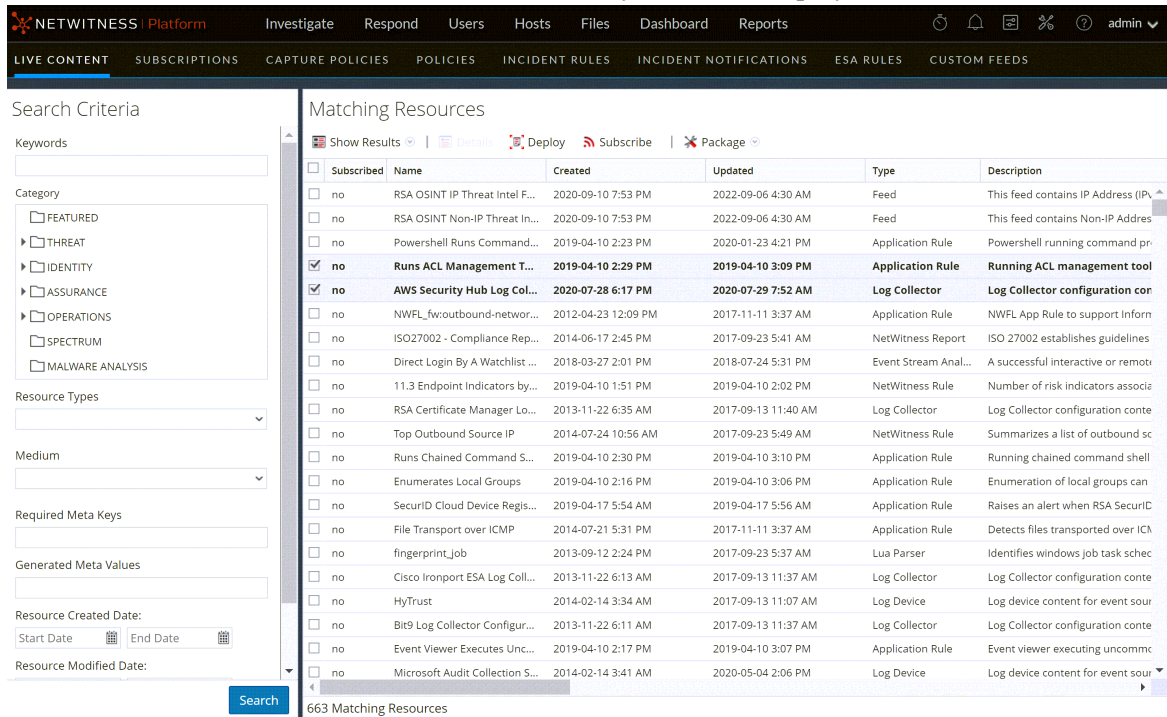 NETWITNESS Platform Investigate Respond Users Hosts Files Dashboard Reports admin
LIVE CONTENT SUBSCRIPTIONS CAPTURE POLICIES POLICIES INCIDENT RULES INCIDENT NOTIFICATIONS ESA RULES CUSTOM FEEDS
Search Criteria
Keywords
Category
FEATURED
THREAT
IDENTITY
ASSURANCE
OPERATIONS
SPECTRUM
MALWARE ANALYSIS
Resource Types
Medium
Required Meta Keys
Generated Meta Values
Resource Created Date:
Start Date End Date
Resource Modified Date:
Search
Matching Resources
Show Results | Details Deploy Subscribe | Package
Subscribed Name Created Updated Type Description
no RSA OSINT IP Threat Intel F... 2020-09-10 7:53 PM 2022-09-06 4:30 AM Feed This feed contains IP Address (IPv
no RSA OSINT Non-IP Threat In... 2020-09-10 7:53 PM 2022-09-06 4:30 AM Feed This feed contains Non-IP Addres
no Powershell Runs Command... 2019-04-10 2:23 PM 2020-01-23 4:21 PM Application Rule Powershell running command pr
no Runs ACL Management T... 2019-04-10 2:29 PM 2019-04-10 3:09 PM Application Rule Running ACL management tool
no AWS Security Hub Log Col... 2020-07-28 6:17 PM 2020-07-29 7:52 AM Log Collector Log Collector configuration con
no NWFL_fw:outbound-networ... 2012-04-23 12:09 PM 2017-11-11 3:37 AM Application Rule NWFL App Rule to support Inform
no ISO27002 - Compliance Rep... 2014-06-17 2:45 PM 2017-09-23 5:41 AM NetWitness Report ISO 27002 establishes guidelines
no Direct Login By A Watchlist ... 2018-03-27 2:01 PM 2018-07-24 5:31 PM Event Stream Anal... A successful interactive or remote
no 11.3 Endpoint Indicators by... 2019-04-10 1:51 PM 2019-04-10 2:02 PM NetWitness Rule Number of risk indicators associa
no RSA Certificate Manager Lo... 2013-11-22 6:35 AM 2017-09-13 11:40 AM Log Collector Log Collector configuration conte
no Top Outbound Source IP 2014-07-24 10:56 AM 2017-09-23 5:49 AM NetWitness Rule Summarizes a list of outbound so
no Runs Chained Command S... 2019-04-10 2:30 PM 2019-04-10 3:10 PM Application Rule Running chained command shell
no Enumerates Local Groups 2019-04-10 2:16 PM 2019-04-10 3:06 PM Application Rule Enumeration of local groups can
no SecurID Cloud Device Regis... 2019-04-17 5:54 AM 2019-04-17 5:56 AM Application Rule Raises an alert when RSA SecurID
no File Transport over ICMP 2014-07-21 5:31 PM 2017-11-11 3:37 AM Application Rule Detects files transported over ICM
no fingerprint_job 2013-09-12 2:24 PM 2017-09-23 5:37 AM Lua Parser Identifies windows job task sched
no Cisco Ironport ESA Log Coll... 2013-11-22 6:13 AM 2017-09-13 11:37 AM Log Collector Log Collector configuration conte
no HyTrust 2014-02-14 3:34 AM 2017-09-13 11:07 AM Log Device Log device content for event sour
no Bit9 Log Collector Configur... 2013-11-22 6:11 AM 2017-09-13 11:37 AM Log Collector Log Collector configuration conte
no Event Viewer Executes Unc... 2019-04-10 2:17 PM 2019-04-10 3:07 PM Application Rule Event viewer executing uncommo
no Microsoft Audit Collection S... 2014-02-14 3:41 AM 2020-05-04 2:06 PM Log Device Log device content for event sour
663 Matching Resources